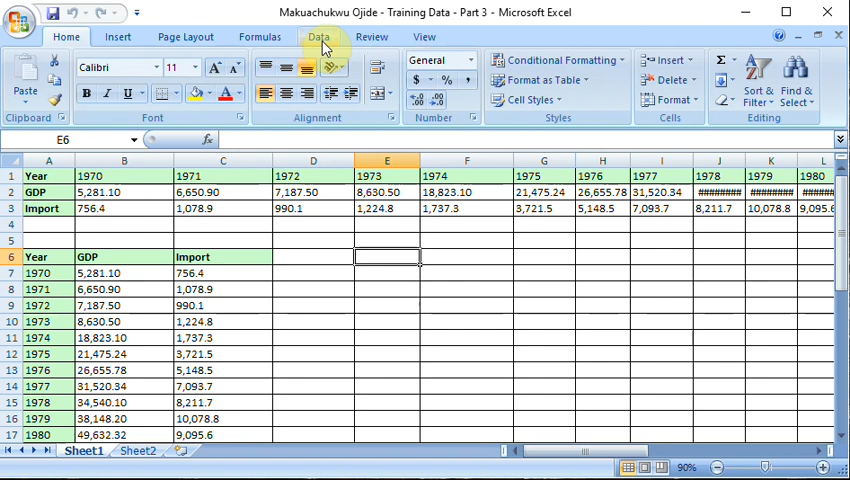 Makuachukwu Ojide - Training Data - Part 3 - Microsoft Excel
Home Insert Page Layout Formulas Data Review View
Calibri 11 A A General Conditional Formatting Insert Σ
Paste $ % , Format as Table Delete Sort & Find &
B I U A Cell Styles Format Filter Select
Clipboard Font Alignment Number Styles Cells Editing
E6 fx
A B C D E F G H I J K L
1 Year 1970 1971 1972 1973 1974 1975 1976 1977 1978 1979 1980
2 GDP 5,281.10 6,650.90 7,187.50 8,630.50 18,823.10 21,475.24 26,655.78 31,520.34 ######## ######## ######
3 Import 756.4 1,078.9 990.1 1,224.8 1,737.3 3,721.5 5,148.5 7,093.7 8,211.7 10,078.8 9,095.6
4
5
6 Year GDP Import
7 1970 5,281.10 756.4
8 1971 6,650.90 1,078.9
9 1972 7,187.50 990.1
10 1973 8,630.50 1,224.8
11 1974 18,823.10 1,737.3
12 1975 21,475.24 3,721.5
13 1976 26,655.78 5,148.5
14 1977 31,520.34 7,093.7
15 1978 34,540.10 8,211.7
16 1979 38,148.20 10,078.8
17 1980 49,632.32 9,095.6
Sheet1 Sheet2
90%